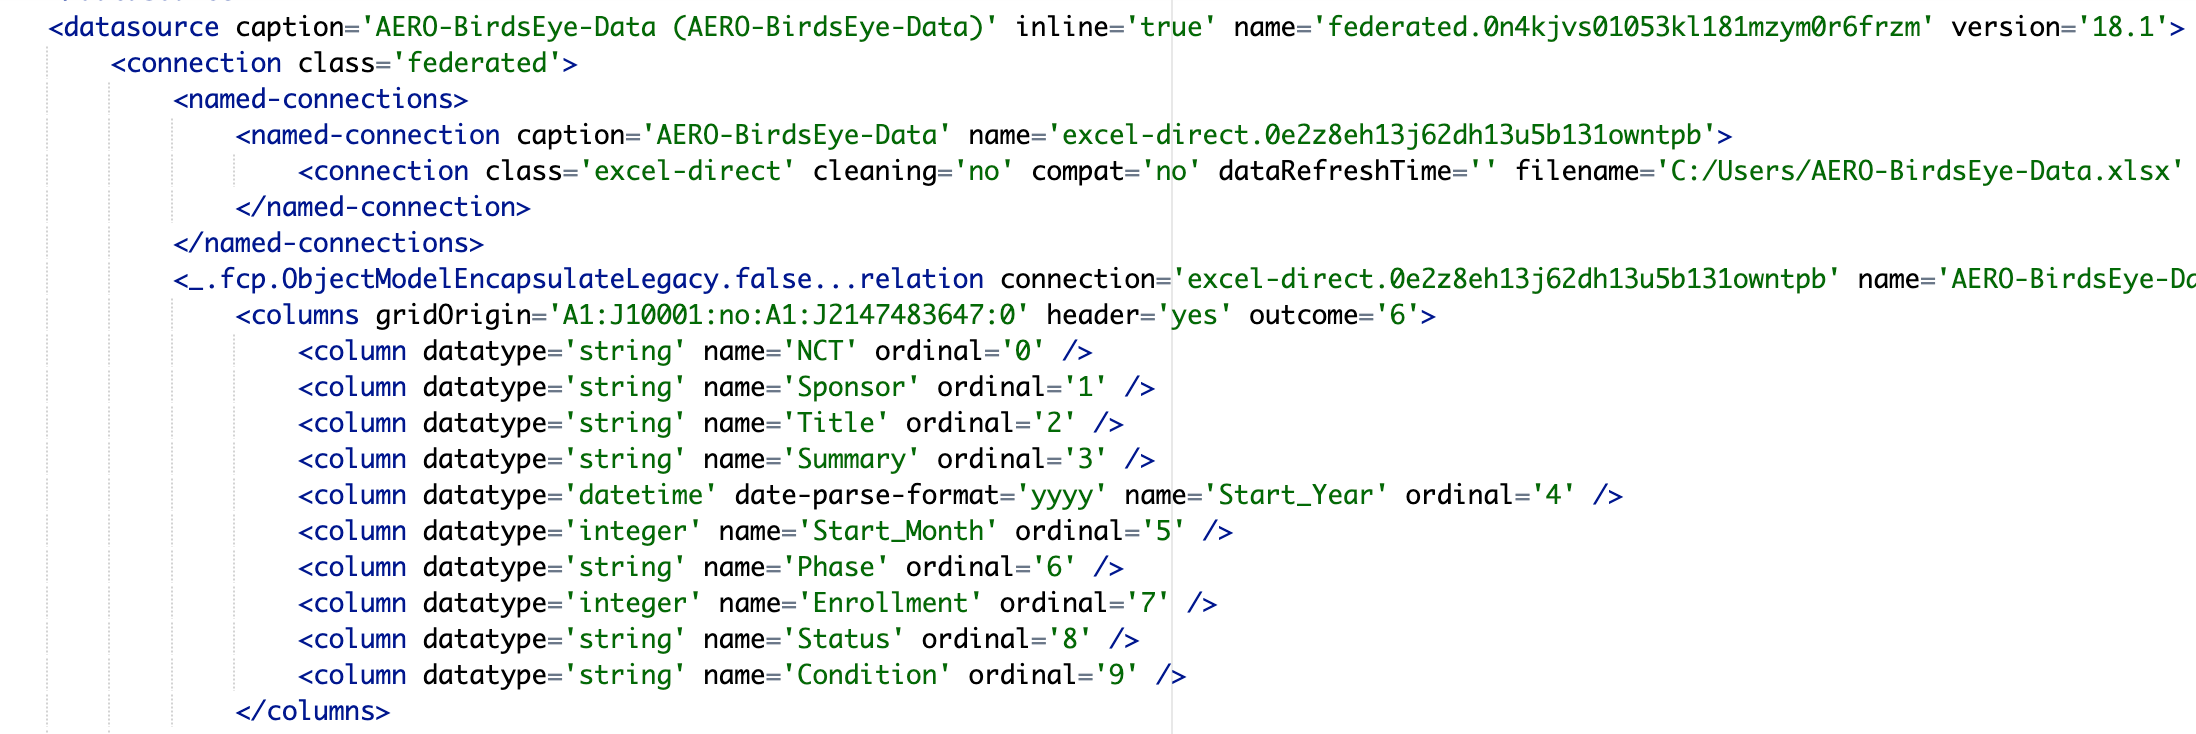 <datasource caption='AERO-BirdsEye-Data (AERO-BirdsEye-Data)' inline='true' name='federated.0n4kjvs01053kl181mzym0r6frzm' version='18.1'>
<connection class='federated'>
<named-connections>
<named-connection caption='AERO-BirdsEye-Data' name='excel-direct.0e2z8eh13j62dh13u5b131owntpb'>
<connection class='excel-direct' cleaning='no' compat='no' dataRefreshTime='' filename='C:/Users/AERO-BirdsEye-Data.xlsx'
</named-connection>
</named-connections>
<_.fcp.ObjectModelEncapsulateLegacy.false...relation connection='excel-direct.0e2z8eh13j62dh13u5b131owntpb' name='AERO-BirdsEye-Da
<columns gridOrigin='A1:J10001:no:A1:J2147483647:0' header='yes' outcome='6'>
<column datatype='string' name='NCT' ordinal='0' />
<column datatype='string' name='Sponsor' ordinal='1' />
<column datatype='string' name='Title' ordinal='2' />
<column datatype='string' name='Summary' ordinal='3' />
<column datatype='datetime' date-parse-format='yyyy' name='Start_Year' ordinal='4' />
<column datatype='integer' name='Start_Month' ordinal='5' />
<column datatype='string' name='Phase' ordinal='6' />
<column datatype='integer' name='Enrollment' ordinal='7' />
<column datatype='string' name='Status' ordinal='8' />
<column datatype='string' name='Condition' ordinal='9' />
</columns>